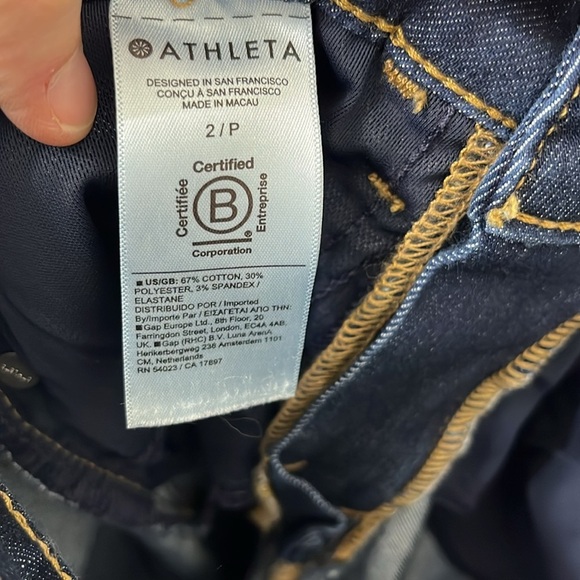 ATHLETA
DESIGNED IN SAN FRANCISCO
CONÇU À SAN FRANCISCO
MADE IN MACAU
2 / P
Certified
Certifiée
B
Entreprise
Corporation
■ US/GB: 67% COTTON, 30%
POLYESTER, 3% SPANDEX /
ELASTANE
DISTRIBUIDO POR / Imported
By/Importe Par / ΕΙΣΑΓΕΤΑΙ ΑΠΟ ΤΗΝ:
■ Gap Europe Ltd., 8th Floor, 20
Farringdon Street, London, EC4A 4AB,
UK. ■ Gap (RHC) B.V. Luna ArenA
Herikerbergweg 238 Amsterdam 1101
CM, Netherlands
RN 54023 / CA 17897